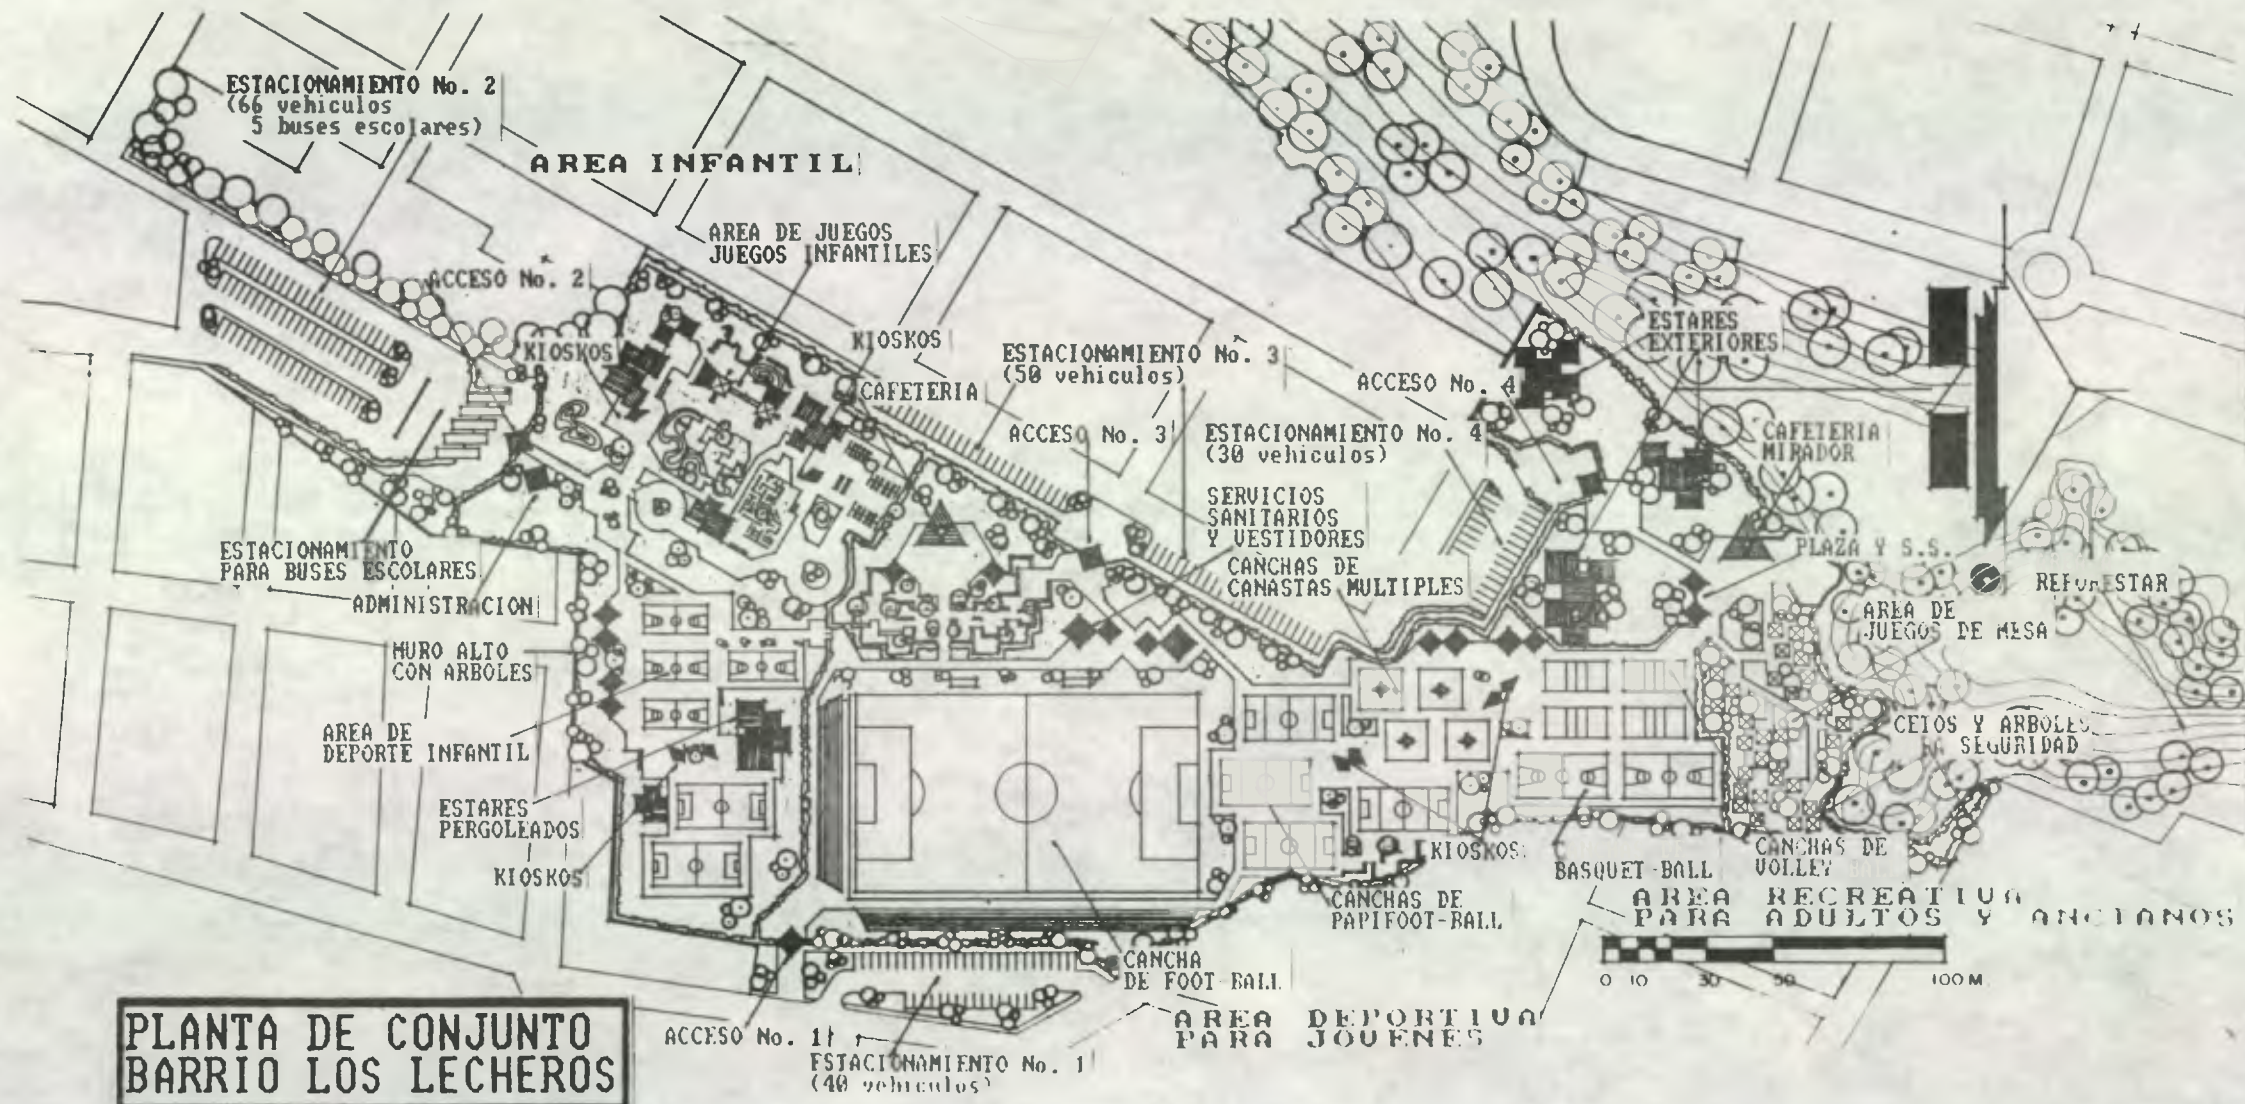 ESTACIONAMIENTO No. 2
(66 vehiculos
5 buses escolares)
AREA INFANTIL
AREA DE JUEGOS
JUEGOS INFANTILES
ACCESO No. 2
KIOSKOS
KIOSKOS
CAFETERIA
ESTACIONAMIENTO No. 3
(50 vehiculos)
ACCESO No. 3
ACCESO No. 4
ESTACIONAMIENTO No. 4
(30 vehiculos)
ESTARES
EXTERIORES
CAFETERIA
MIRADOR
SERVICIOS
SANITARIOS
Y VESTIDORES
CANCHAS DE
CANASTAS MULTIPLES
PLAZA Y S.S.
REFORESTAR
AREA DE
JUEGOS DE MESA
CETOS Y ARBOLES
SEGURIDAD
ESTACIONAMIENTO
PARA BUSES ESCOLARES
ADMINISTRACION
MURO ALTO
CON ARBOLES
AREA DE
DEPORTE INFANTIL
ESTARES
PERGOLEADOS
KIOSKOS
KIOSKOS
BASQUET-BALL
CANCHAS DE
VOLLEY
CANCHAS DE
PAPIFOOT-BALL
AREA RECREATIVA
PARA ADULTOS Y ANCIANOS
0 10 30 50 100 M.
CANCHA
DE FOOT-BALL
AREA DEPORTIVA
PARA JOVENES
ACCESO No. 1
ESTACIONAMIENTO No. 1
(40 vehiculos)
PLANTA DE CONJUNTO
BARRIO LOS LECHEROS